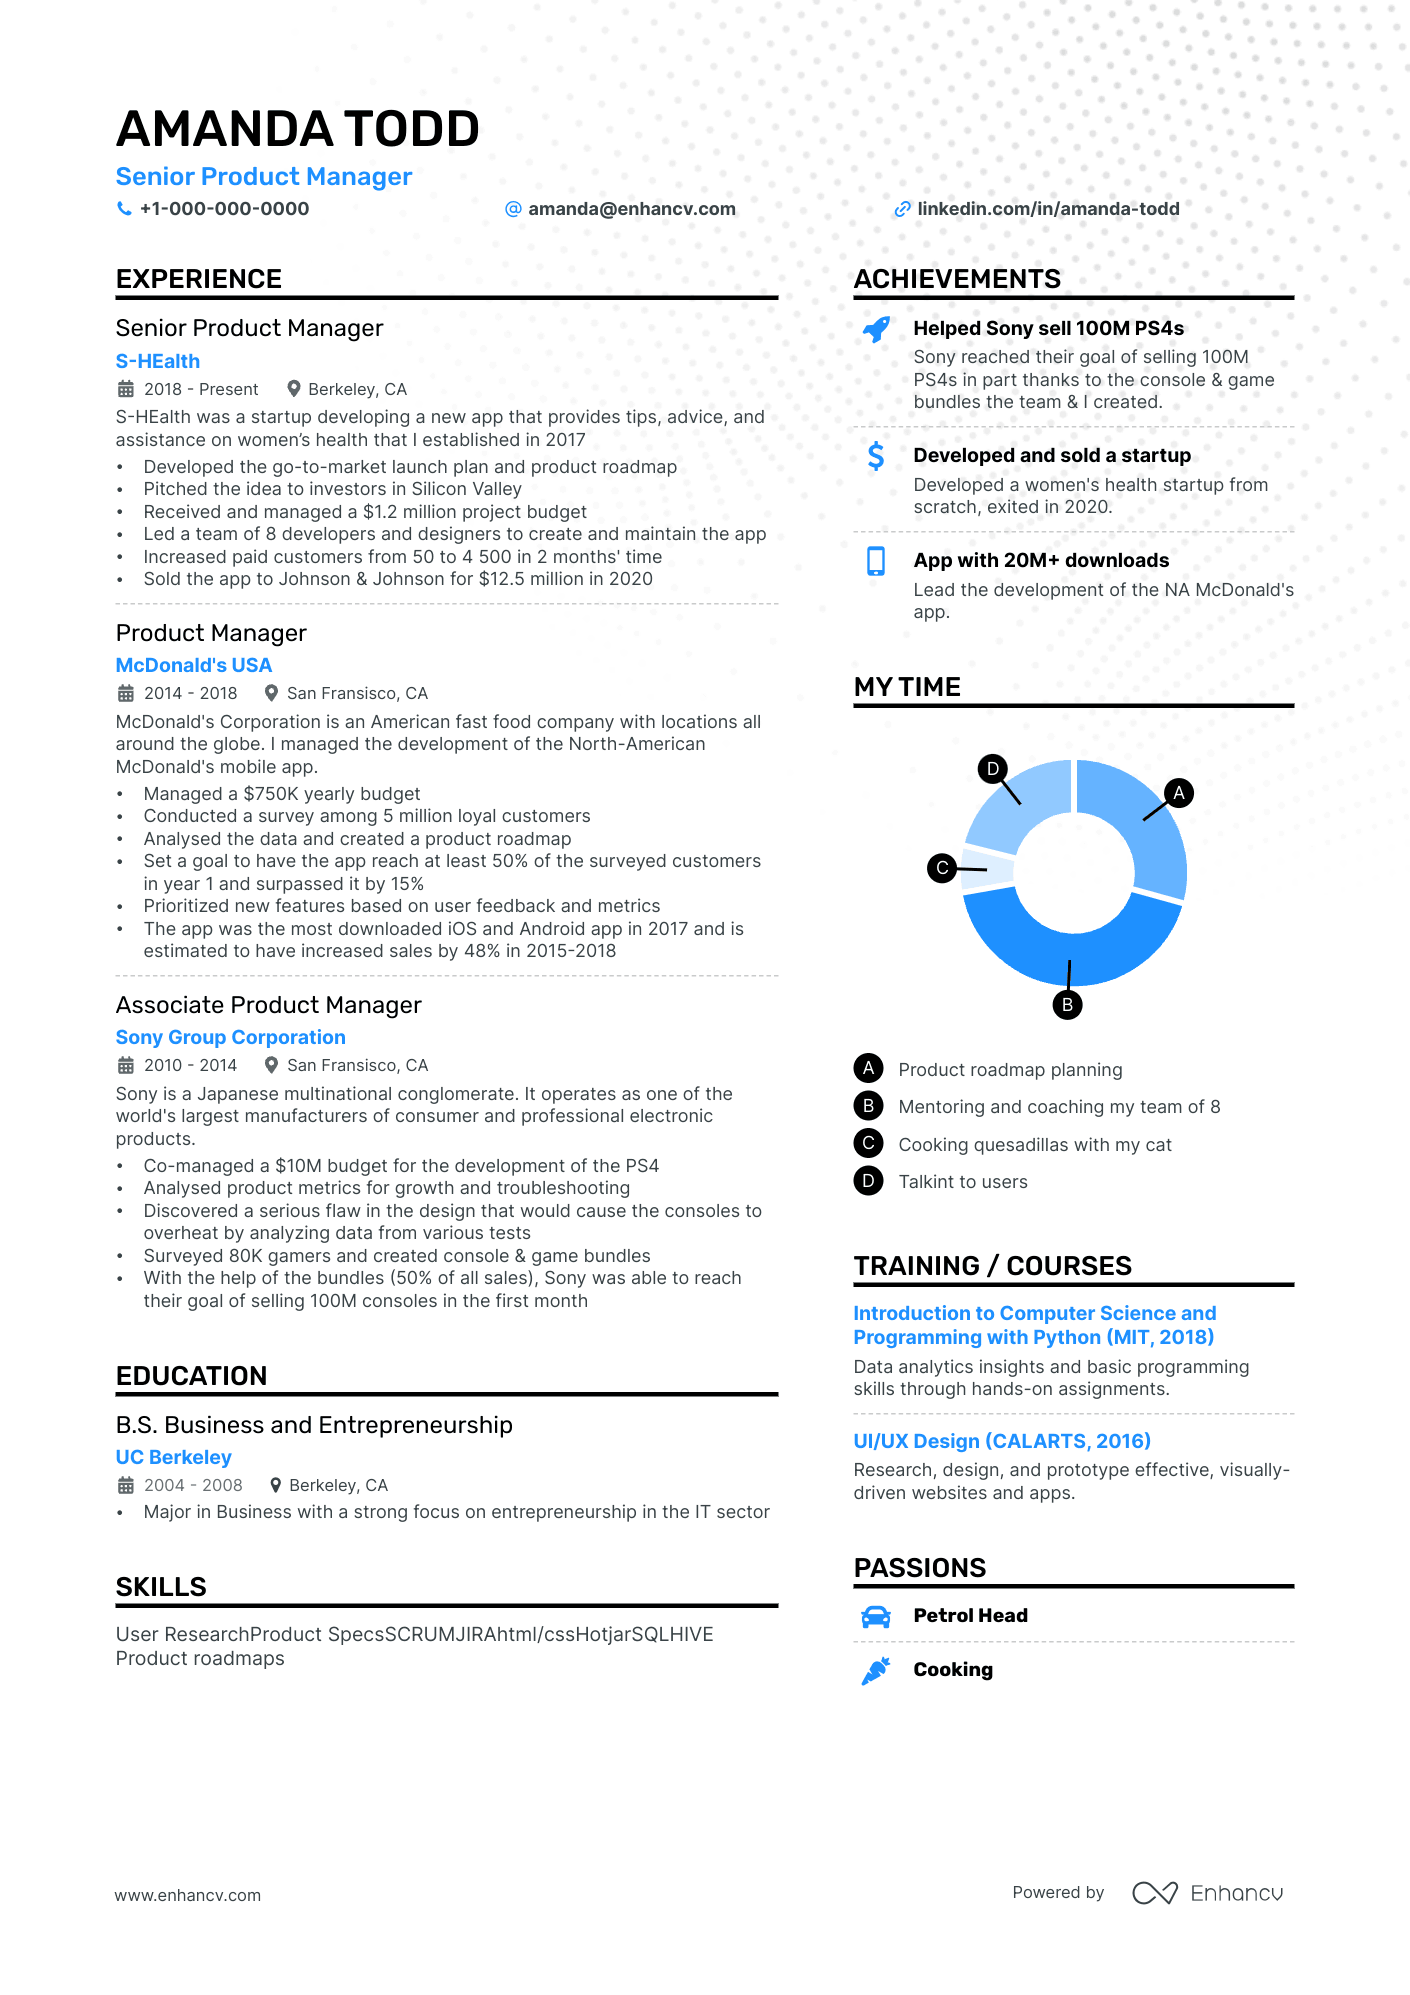 AMANDA TODD
Senior Product Manager
+1-000-000-0000
amanda@enhancv.com
linkedin.com/in/amanda-todd
EXPERIENCE
Senior Product Manager
S-HEalth
2018 - Present Berkeley, CA
S-HEalth was a startup developing a new app that provides tips, advice, and
assistance on women’s health that I established in 2017
• Developed the go-to-market launch plan and product roadmap
• Pitched the idea to investors in Silicon Valley
• Received and managed a $1.2 million project budget
• Led a team of 8 developers and designers to create and maintain the app
• Increased paid customers from 50 to 4 500 in 2 months' time
• Sold the app to Johnson & Johnson for $12.5 million in 2020
Product Manager
McDonald's USA
2014 - 2018 San Fransisco, CA
McDonald's Corporation is an American fast food company with locations all
around the globe. I managed the development of the North-American
McDonald's mobile app.
• Managed a $750K yearly budget
• Conducted a survey among 5 million loyal customers
• Analysed the data and created a product roadmap
• Set a goal to have the app reach at least 50% of the surveyed customers
in year 1 and surpassed it by 15%
• Prioritized new features based on user feedback and metrics
• The app was the most downloaded iOS and Android app in 2017 and is
estimated to have increased sales by 48% in 2015-2018
Associate Product Manager
Sony Group Corporation
2010 - 2014 San Fransisco, CA
Sony is a Japanese multinational conglomerate. It operates as one of the
world's largest manufacturers of consumer and professional electronic
products.
• Co-managed a $10M budget for the development of the PS4
• Analysed product metrics for growth and troubleshooting
• Discovered a serious flaw in the design that would cause the consoles to
overheat by analyzing data from various tests
• Surveyed 80K gamers and created console & game bundles
• With the help of the bundles (50% of all sales), Sony was able to reach
their goal of selling 100M consoles in the first month
EDUCATION
B.S. Business and Entrepreneurship
UC Berkeley
2004 - 2008 Berkeley, CA
• Major in Business with a strong focus on entrepreneurship in the IT sector
SKILLS
User ResearchProduct SpecsSCRUMJIRAhtml/cssHotjarSQLHIVE
Product roadmaps
ACHIEVEMENTS
Helped Sony sell 100M PS4s
Sony reached their goal of selling 100M
PS4s in part thanks to the console & game
bundles the team & I created.
$
Developed and sold a startup
Developed a women's health startup from
scratch, exited in 2020.
App with 20M+ downloads
Lead the development of the NA McDonald's
app.
MY TIME
D
A
C
B
A Product roadmap planning
B Mentoring and coaching my team of 8
C Cooking quesadillas with my cat
D Talkint to users
TRAINING / COURSES
Introduction to Computer Science and
Programming with Python (MIT, 2018)
Data analytics insights and basic programming
skills through hands-on assignments.
UI/UX Design (CALARTS, 2016)
Research, design, and prototype effective, visually-
driven websites and apps.
PASSIONS
Petrol Head
Cooking
www.enhancv.com
Powered by Enhancv